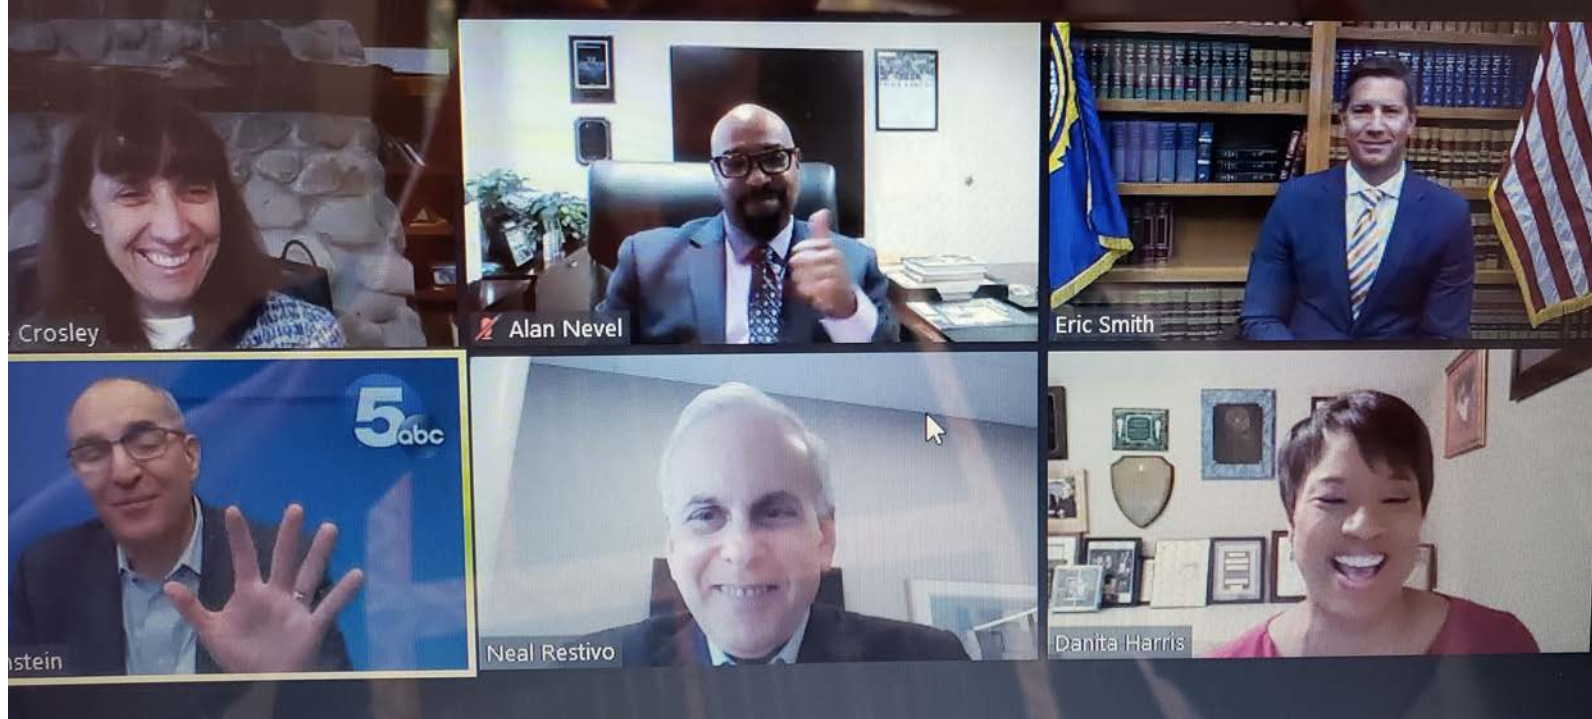 Crosley
Alan Nevel
Eric Smith
5abc
nstein
Neal Restivo
Danita Harris